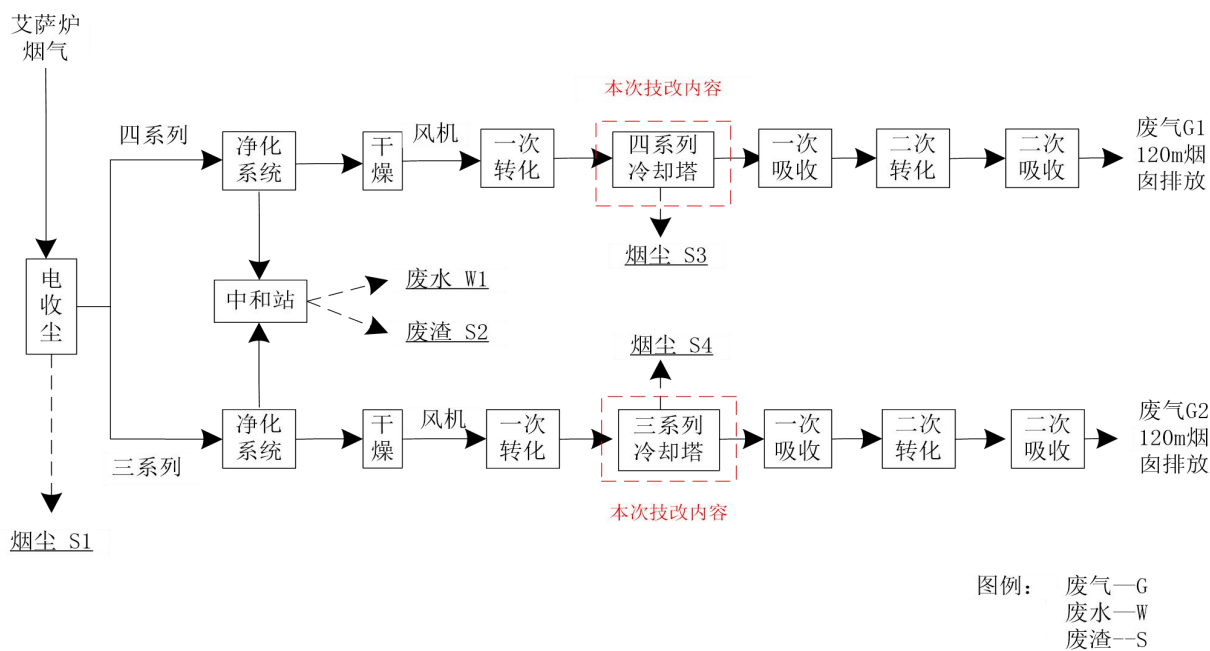 艾萨炉
烟气
本次技改内容
四系列
净化
系统
干
燥
风机
一次
转化
四系列
冷却塔
一次
吸收
二次
转化
二次
吸收
废气G1
120m烟
囱排放
烟尘 S3
电
收
尘
中和站
废水 W1
废渣 S2
烟尘 S4
三系列
净化
系统
干
燥
风机
一次
转化
三系列
冷却塔
一次
吸收
二次
转化
二次
吸收
废气G2
120m烟
囱排放
本次技改内容
烟尘 S1
图例： 废气—G
废水—W
废渣--S